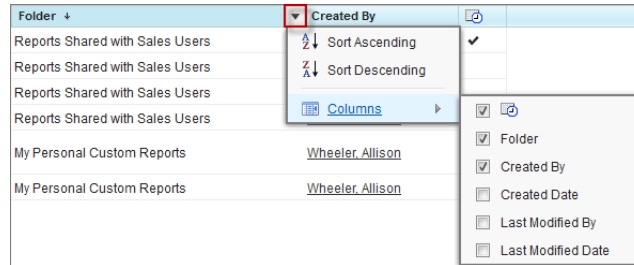 Folder ↓ Created By
Reports Shared with Sales Users
Sort Ascending
Reports Shared with Sales Users
Sort Descending
Reports Shared with Sales Users
Columns
Reports Shared with Sales Users
Folder
My Personal Custom Reports Wheeler, Allison
Created By
My Personal Custom Reports Wheeler, Allison
Created Date
Last Modified By
Last Modified Date